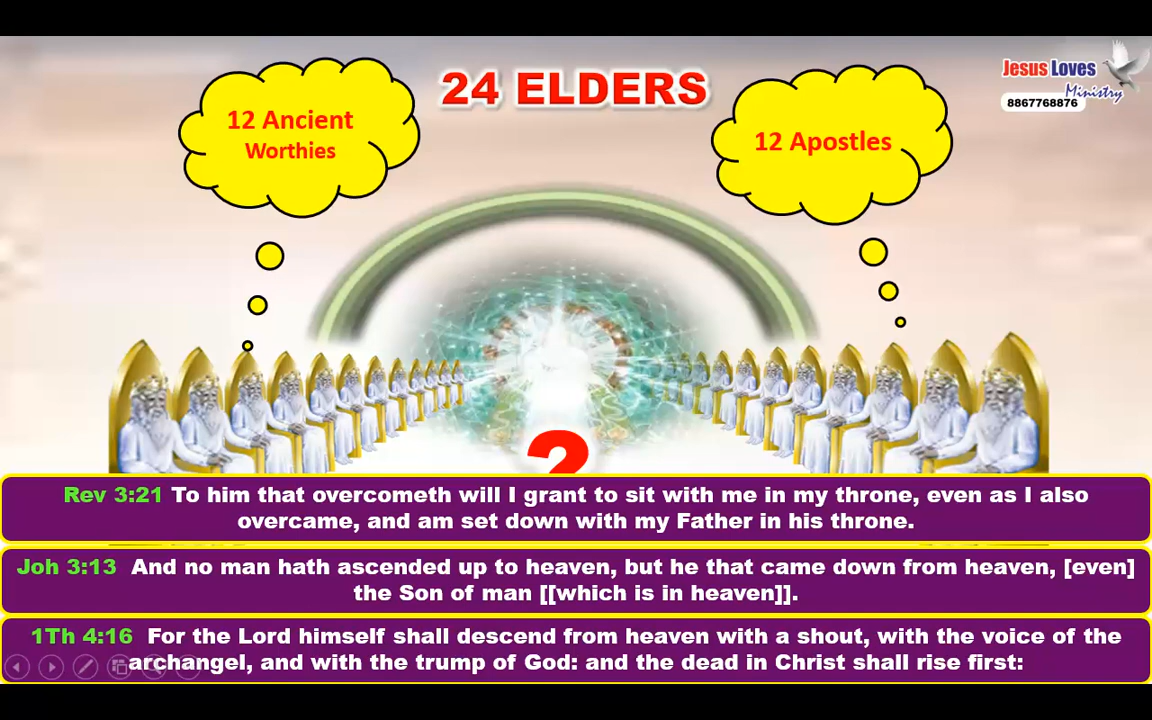 24 ELDERS
12 Ancient
Worthies
12 Apostles
Jesus Loves
Ministry
8867768876
?
Rev 3:21 To him that overcometh will I grant to sit with me in my throne, even as I also
overcame, and am set down with my Father in his throne.
Joh 3:13 And no man hath ascended up to heaven, but he that came down from heaven, [even]
the Son of man [[which is in heaven]].
1Th 4:16 For the Lord himself shall descend from heaven with a shout, with the voice of the
archangel, and with the trump of God: and the dead in Christ shall rise first: